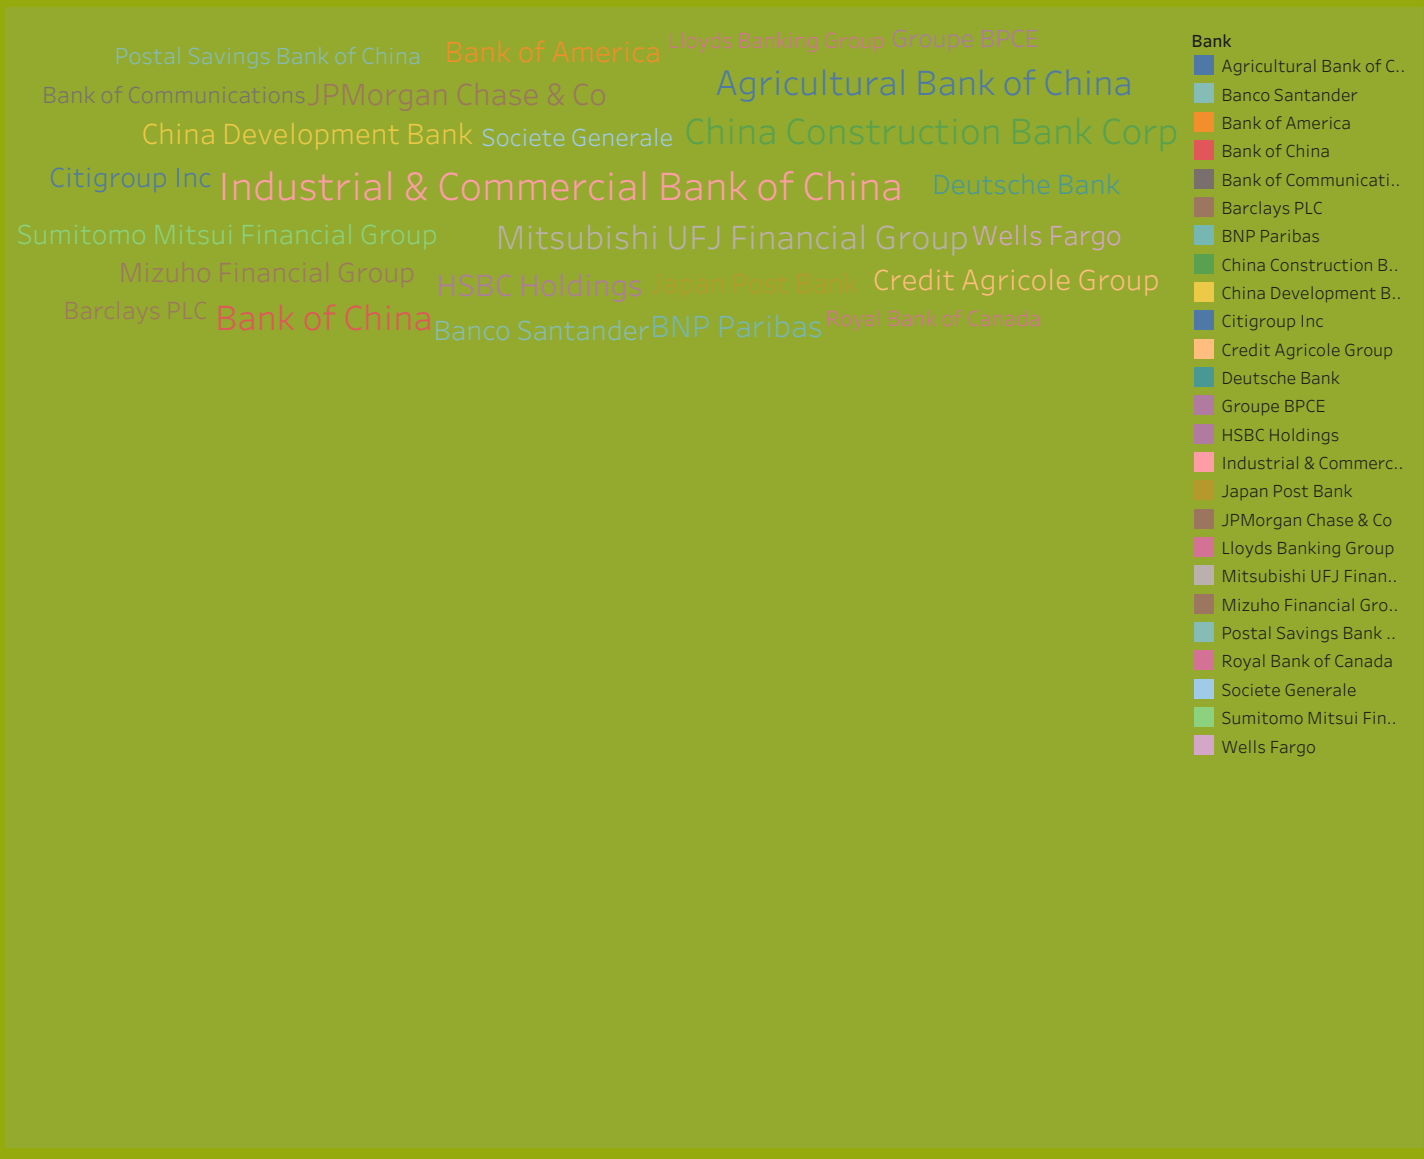 Lloyds Banking Group Groupe BPCE
Postal Savings Bank of China Bank of America
Agricultural Bank of China
Bank of Communications JPMorgan Chase & Co
China Development Bank Societe Generale China Construction Bank Corp
Citigroup Inc Industrial & Commercial Bank of China Deutsche Bank
Sumitomo Mitsui Financial Group Mitsubishi UFJ Financial Group Wells Fargo
Mizuho Financial Group HSBC Holdings Japan Post Bank Credit Agricole Group
Barclays PLC Bank of China Banco Santander BNP Paribas Royal Bank of Canada
Bank
Agricultural Bank of C..
Banco Santander
Bank of America
Bank of China
Bank of Communicati..
Barclays PLC
BNP Paribas
China Construction B..
China Development B..
Citigroup Inc
Credit Agricole Group
Deutsche Bank
Groupe BPCE
HSBC Holdings
Industrial & Commerc..
Japan Post Bank
JPMorgan Chase & Co
Lloyds Banking Group
Mitsubishi UFJ Finan..
Mizuho Financial Gro..
Postal Savings Bank ..
Royal Bank of Canada
Societe Generale
Sumitomo Mitsui Fin..
Wells Fargo